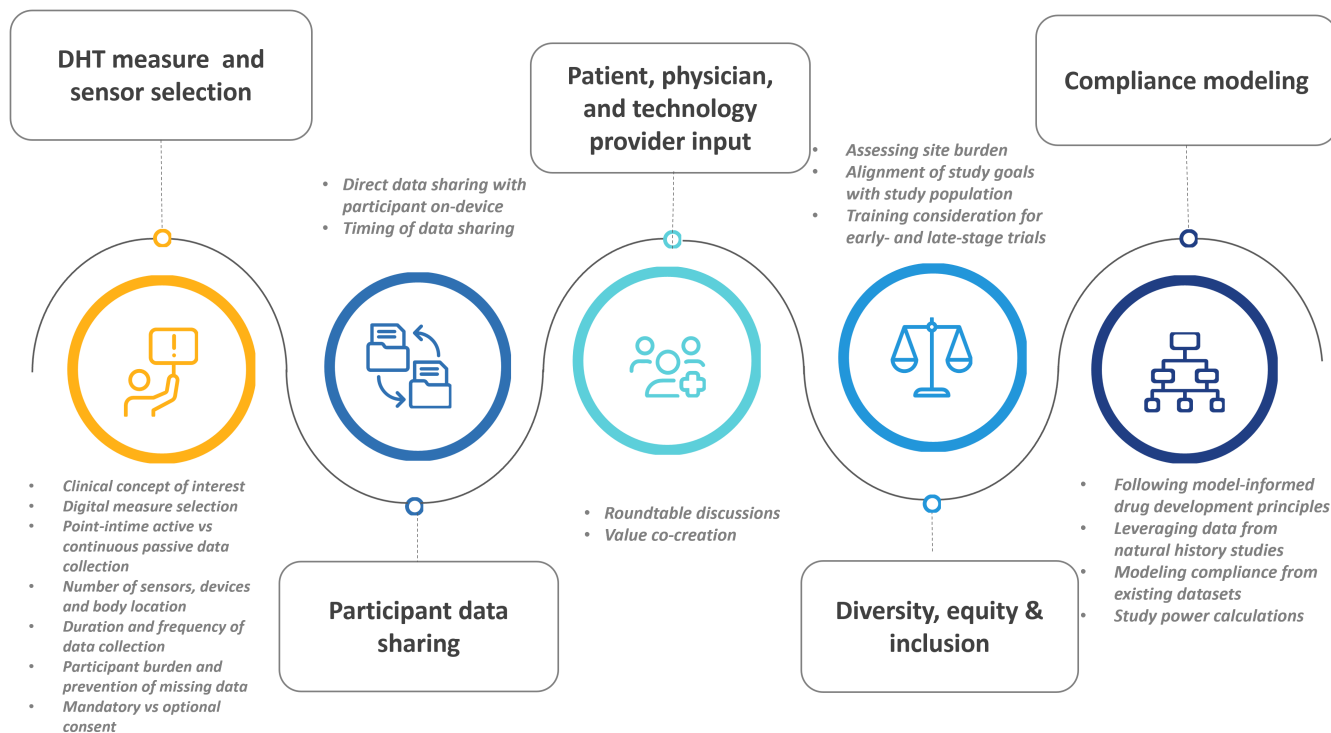 DHT measure and
sensor selection
• Clinical concept of interest
• Digital measure selection
• Point-intime active vs
continuous passive data
collection
• Number of sensors, devices
and body location
• Duration and frequency of
data collection
• Participant burden and
prevention of missing data
• Mandatory vs optional
consent
• Direct data sharing with
participant on-device
• Timing of data sharing
Participant data
sharing
Patient, physician,
and technology
provider input
• Roundtable discussions
• Value co-creation
• Assessing site burden
• Alignment of study goals
with study population
• Training consideration for
early- and late-stage trials
Diversity, equity &
inclusion
Compliance modeling
• Following model-informed
drug development principles
• Leveraging data from
natural history studies
• Modeling compliance from
existing datasets
• Study power calculations